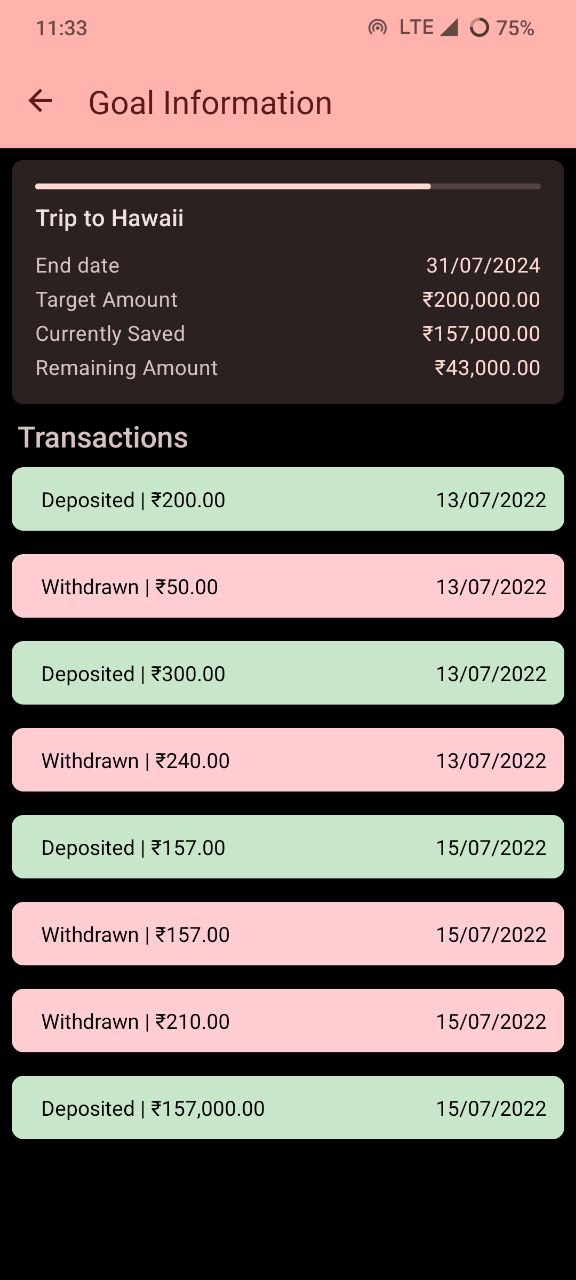 11:33 LTE 75%
Goal Information
Trip to Hawaii
End date 31/07/2024
Target Amount ₹200,000.00
Currently Saved ₹157,000.00
Remaining Amount ₹43,000.00
Transactions
Deposited | ₹200.00 13/07/2022
Withdrawn | ₹50.00 13/07/2022
Deposited | ₹300.00 13/07/2022
Withdrawn | ₹240.00 13/07/2022
Deposited | ₹157.00 15/07/2022
Withdrawn | ₹157.00 15/07/2022
Withdrawn | ₹210.00 15/07/2022
Deposited | ₹157,000.00 15/07/2022